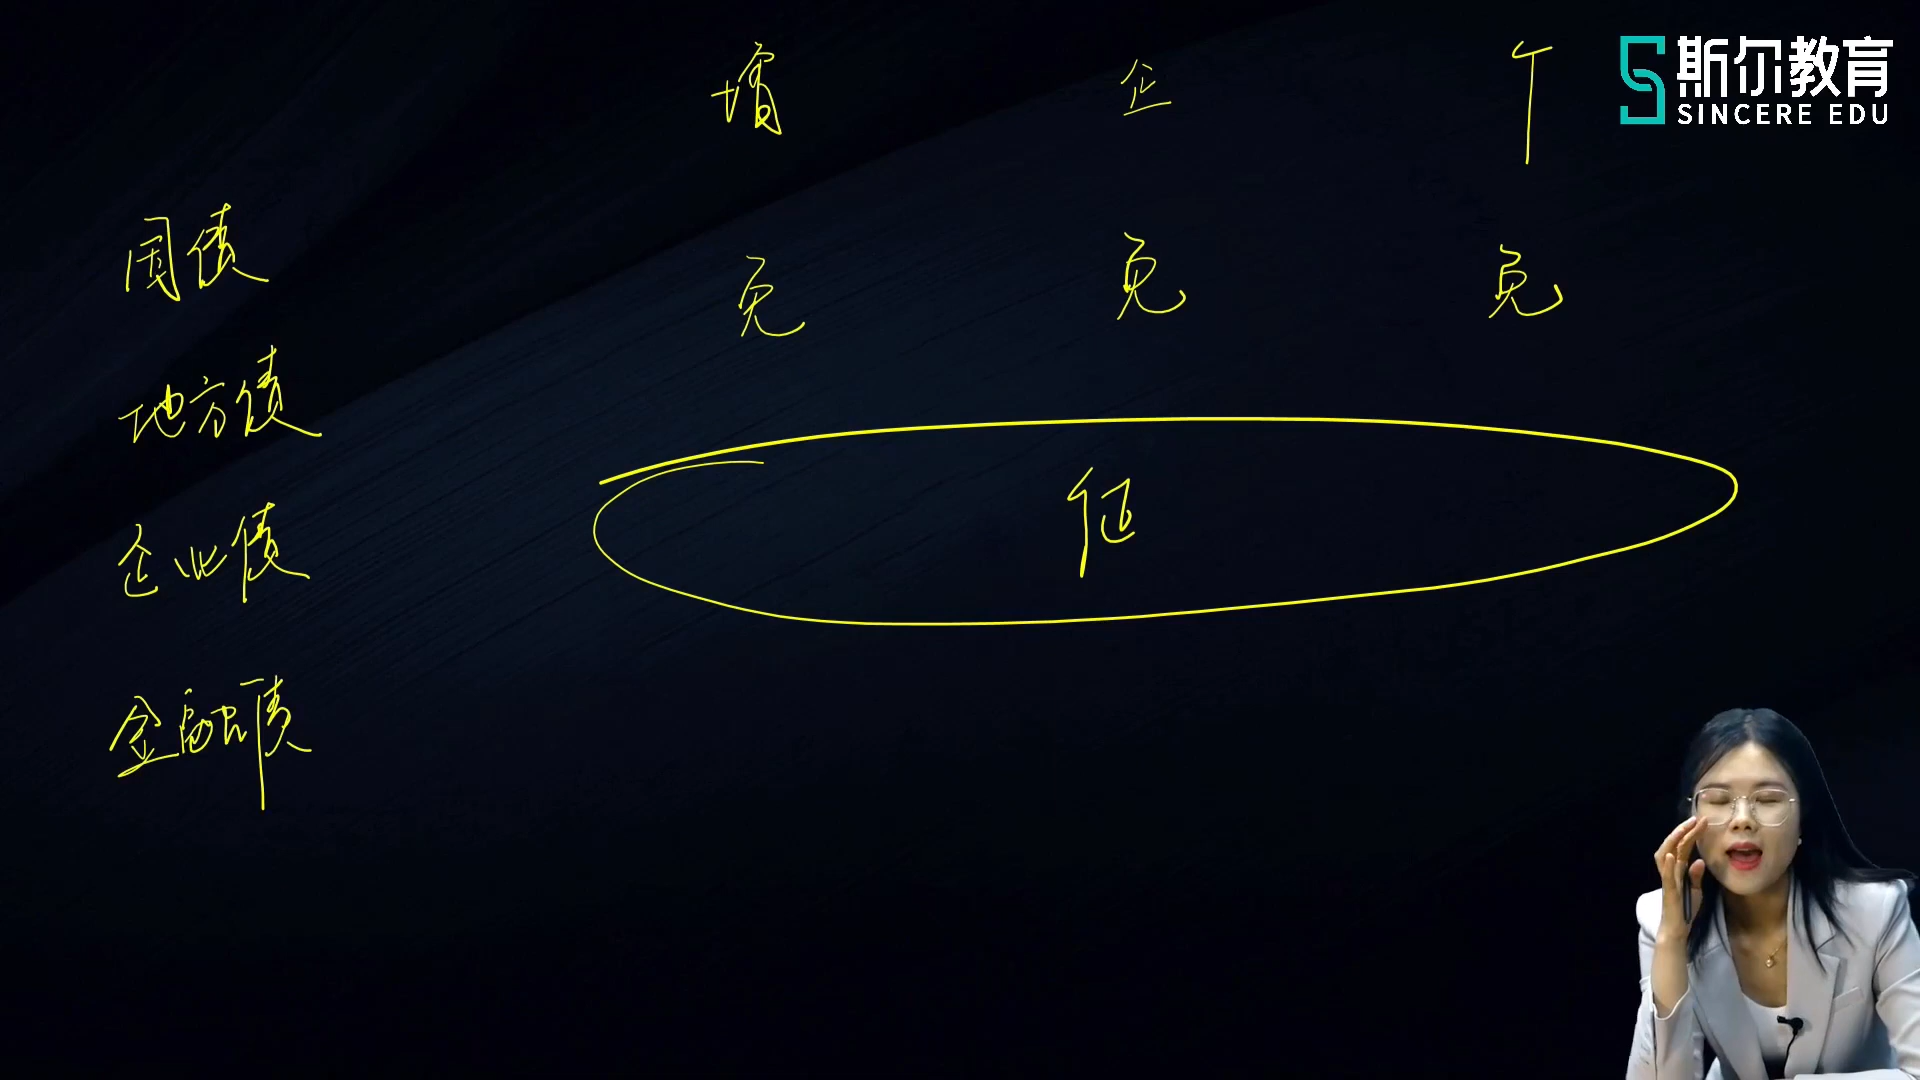 增 企 个
斯尔教育
SINCERE EDU
国债 免 免 免
地方债
企业债 征
金融债